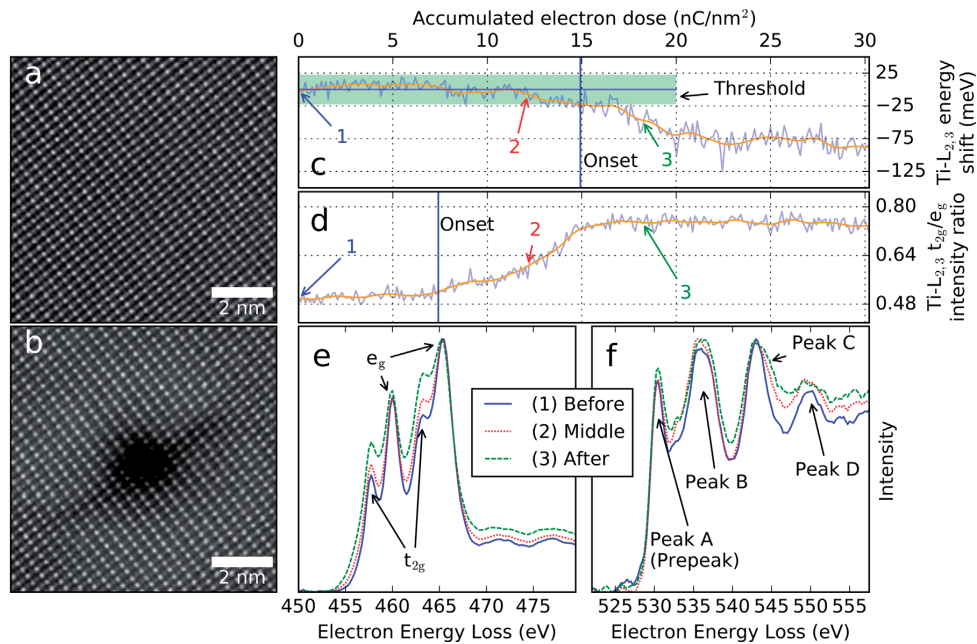 Accumulated electron dose (nC/nm²)
0 5 10 15 20 25 30
a
2 nm
b
2 nm
25
−25
−75
−125
Ti-L2,3 energy
shift (meV)
Threshold
1
2
3
Onset
c
d
Onset
1
2
3
0.80
0.64
0.48
Ti-L2,3 t2g/eg
intensity ratio
e
eg
t2g
(1) Before
(2) Middle
(3) After
450 455 460 465 470 475
Electron Energy Loss (eV)
f
Peak C
Peak B
Peak D
Peak A
(Prepeak)
Intensity
525 530 535 540 545 550 555
Electron Energy Loss (eV)